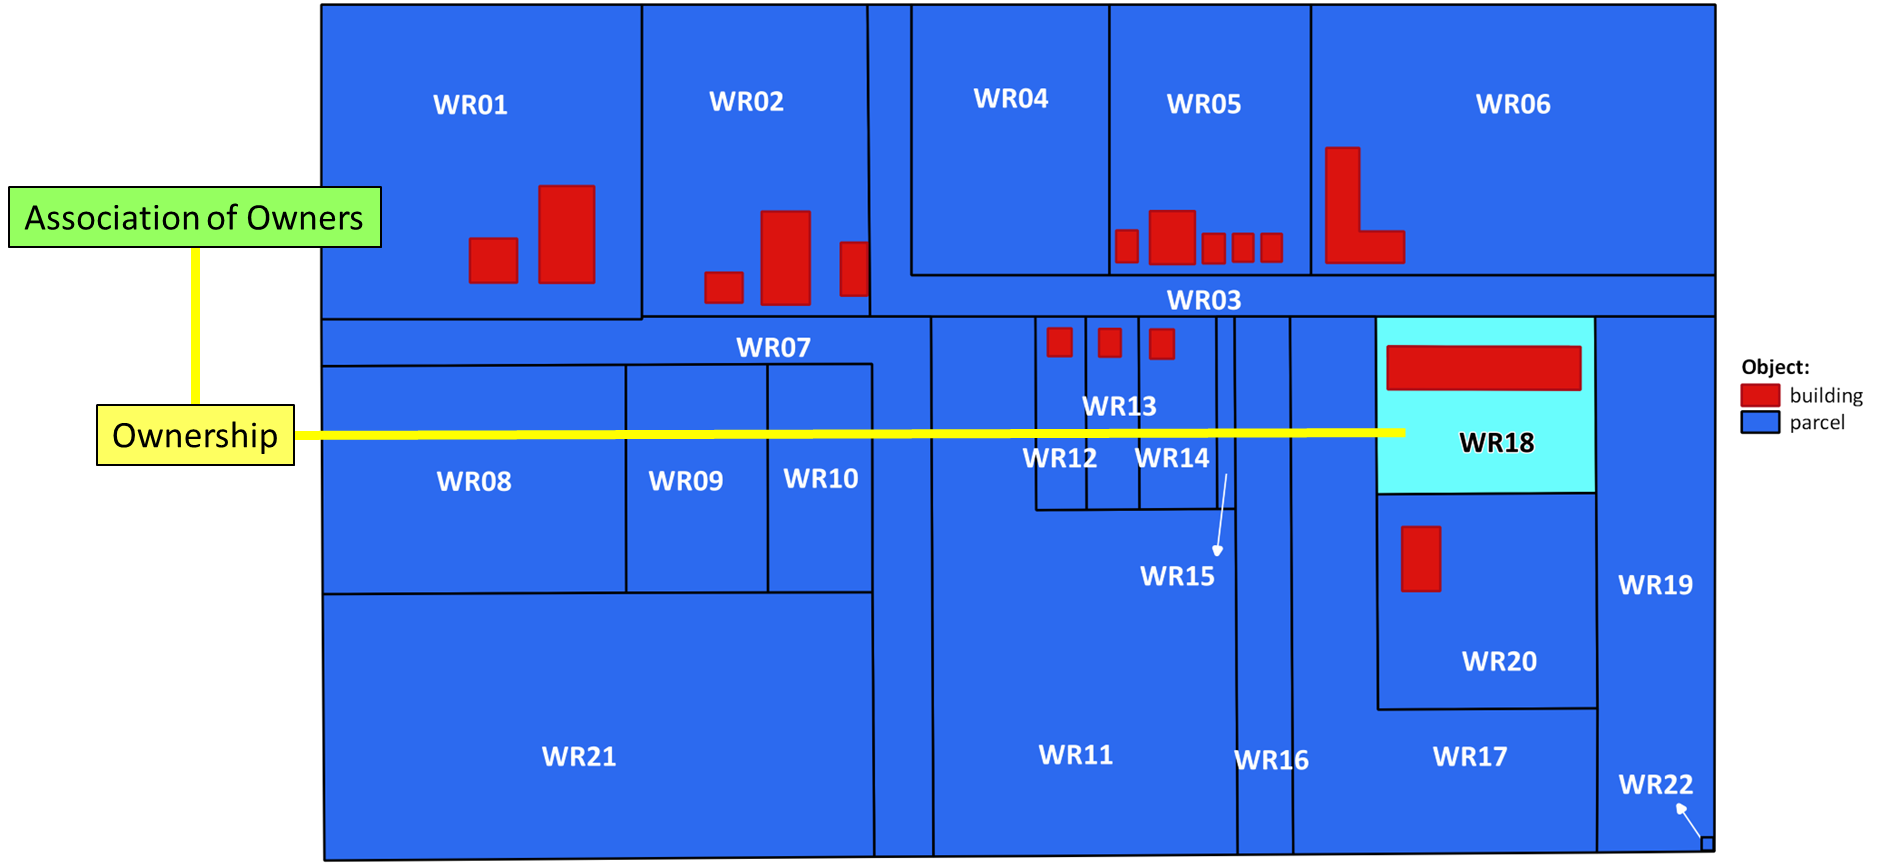 WR01
WR02
WR04
WR05
WR06
Association of Owners
WR03
WR07
Object:
building
parcel
WR13
Ownership
WR18
WR12
WR14
WR08
WR09
WR10
WR15
WR19
WR20
WR21
WR11
WR16
WR17
WR22